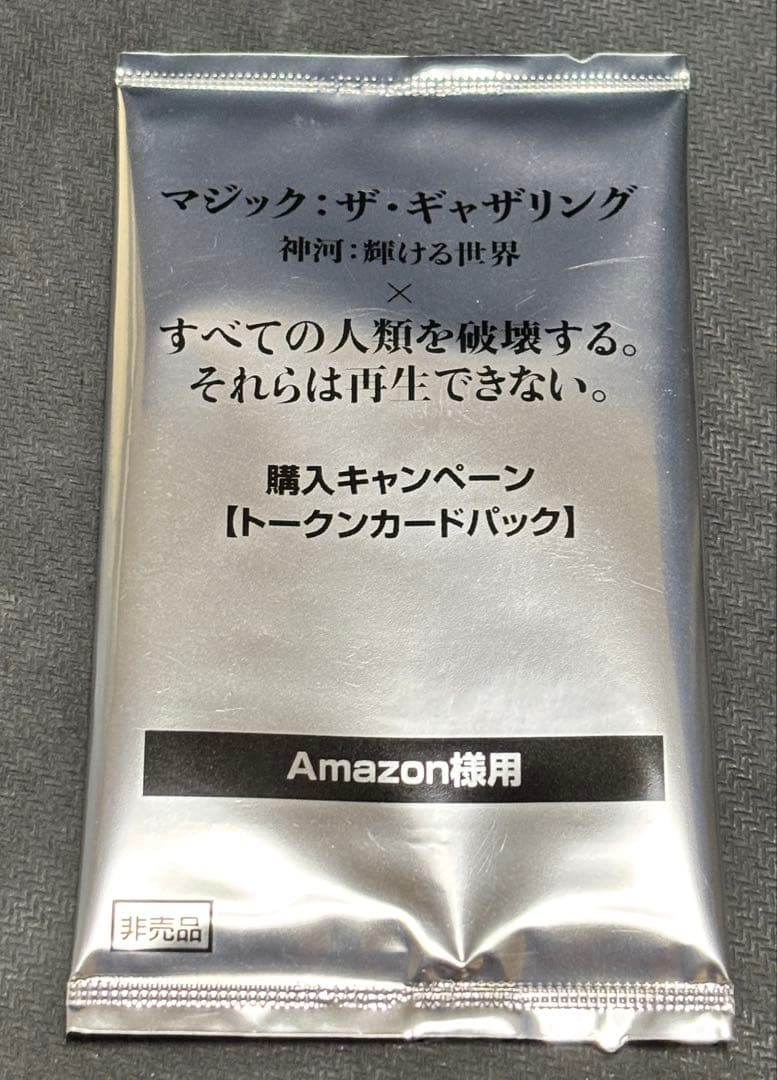 マジック：ザ・ギャザリング
神河：輝ける世界
×
すべての人類を破壊する。
それらは再生できない。
購入キャンペーン
【トークンカードパック】
Amazon様用
非売品